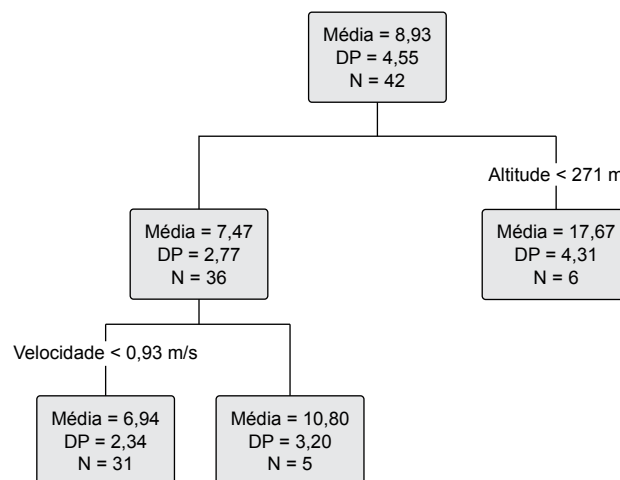 Média = 8,93
DP = 4,55
N = 42
Altitude < 271 m
Média = 7,47
DP = 2,77
N = 36
Média = 17,67
DP = 4,31
N = 6
Velocidade < 0,93 m/s
Média = 6,94
DP = 2,34
N = 31
Média = 10,80
DP = 3,20
N = 5